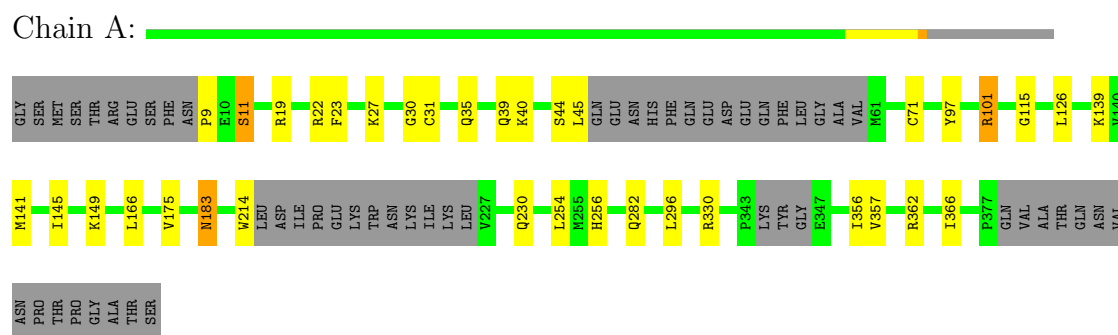 Chain A:
GLY SER MET SER THR ARG GLU SER PHE ASN P9 E10 S11 R19 R22 F23 K27 G30 C31 Q35 Q39 K40 S44 L45 GLN GLU ASN HIS PHE GLN GLU ASP GLU GLN PHE LEU GLY ALA VAL M61 C71 Y97 R101 G115 L126 K139 V140
M141 I145 K149 L166 V175 N183 W214 LEU ASP ILE PRO GLU LYS TRP ASN LYS ILE LYS LEU V227 Q230 L254 M255 H256 Q282 L296 R330 P343 LYS TYR GLY E347 I356 V357 R362 I366 P377 GLN VAL ALA THR GLN ASN VAL
ASN PRO THR PRO GLY ALA THR SER